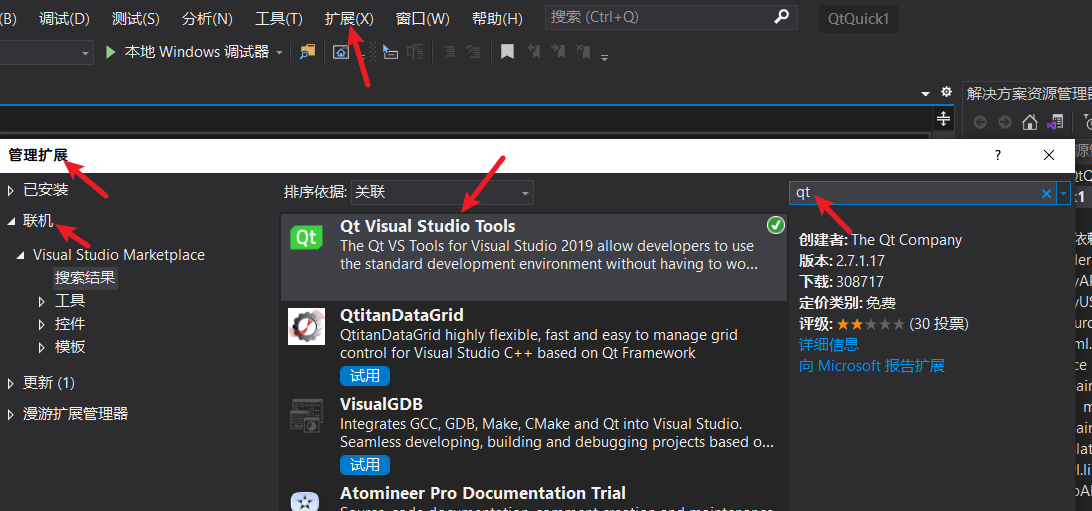 (B) 调试(D) 测试(S) 分析(N) 工具(T) 扩展(X) 窗口(W) 帮助(H) 搜索 (Ctrl+Q) QtQuick1
本地 Windows 调试器
解决方案资源管理器
管理扩展
?
已安装
联机
Visual Studio Marketplace
搜索结果
工具
控件
模板
更新 (1)
漫游扩展管理器
排序依据: 关联
Qt Visual Studio Tools
The Qt VS Tools for Visual Studio 2019 allow developers to use
the standard development environment without having to wo...
QtitanDataGrid
QtitanDataGrid highly flexible, fast and easy to manage grid
control for Visual Studio C++ based on Qt Framework
试用
VisualGDB
Integrates GCC, GDB, Make, CMake and Qt into Visual Studio.
Seamless developing, building and debugging projects based o...
试用
Atomineer Pro Documentation Trial
qt
创建者: The Qt Company
版本: 2.7.1.17
下载: 308717
定价类别: 免费
评级: (30 投票)
详细信息
向 Microsoft 报告扩展